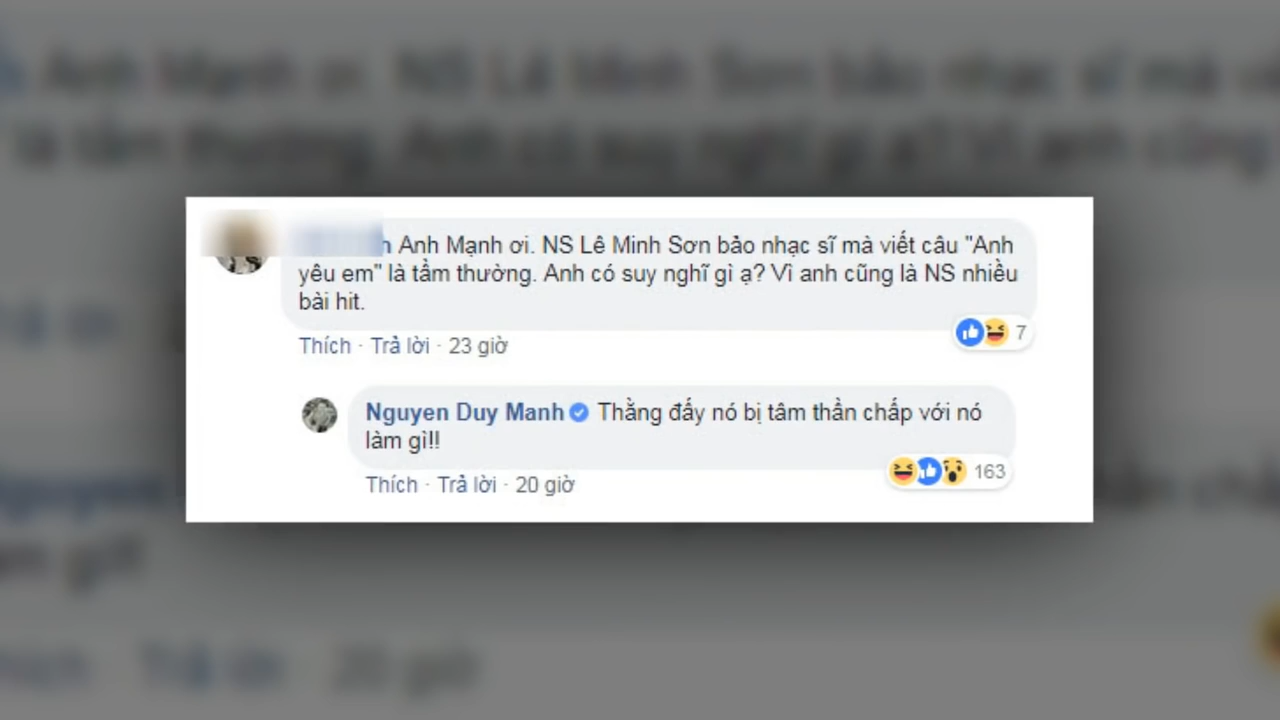 Anh Mạnh ơi. NS Lê Minh Sơn bảo nhạc sĩ mà viết câu "Anh
yêu em" là tầm thường. Anh có suy nghĩ gì ạ? Vì anh cũng là NS nhiều
bài hit.
Thích · Trả lời · 23 giờ
7
Nguyen Duy Manh Thằng đấy nó bị tâm thần chấp với nó
làm gì!!
Thích · Trả lời · 20 giờ
163